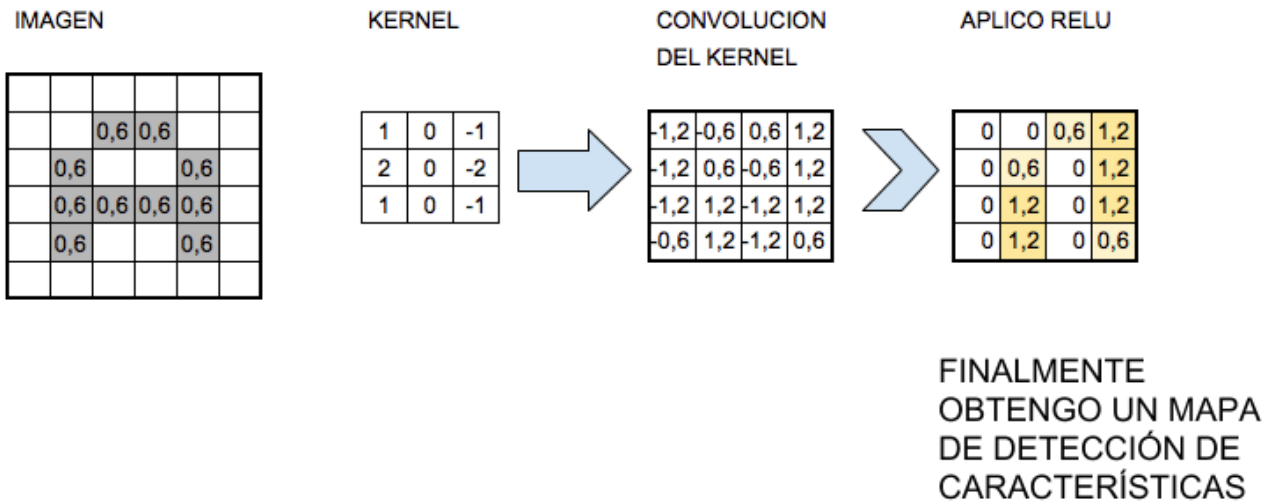 IMAGEN
KERNEL
CONVOLUCION
DEL KERNEL
APLICO RELU
0,6 0,6
0,6 0,6
0,6 0,6 0,6 0,6
0,6 0,6
1 0 -1
2 0 -2
1 0 -1
-1,2 -0,6 0,6 1,2
-1,2 0,6 -0,6 1,2
-1,2 1,2 -1,2 1,2
-0,6 1,2 -1,2 0,6
0 0 0,6 1,2
0 0,6 0 1,2
0 1,2 0 1,2
0 1,2 0 0,6
FINALMENTE
OBTENGO UN MAPA
DE DETECCIÓN DE
CARACTERÍSTICAS